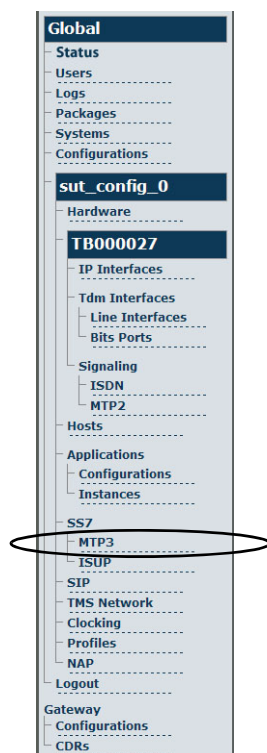 Global
Status
Users
Logs
Packages
Systems
Configurations
sut_config_0
Hardware
TB000027
IP Interfaces
Tdm Interfaces
Line Interfaces
Bits Ports
Signaling
ISDN
MTP2
Hosts
Applications
Configurations
Instances
SS7
MTP3
ISUP
SIP
TMS Network
Clocking
Profiles
NAP
Logout
Gateway
Configurations
CDRs